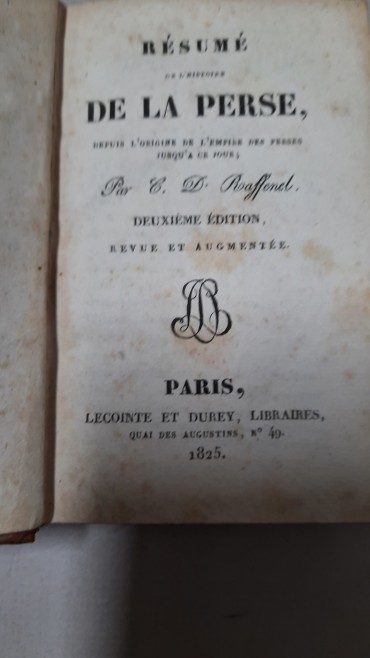 RÉSUMÉ
DE L'HISTOIRE
DE LA PERSE,
DEPUIS L'ORIGINE DE L'EMPIRE DES PERSES
JUSQU'A CE JOUR;
Par C. D. Raffenel.
DEUXIÈME ÉDITION,
REVUE ET AUGMENTÉE.
PARIS,
LECOINTE ET DUREY, LIBRAIRES,
QUAI DES AUGUSTINS, N° 49.
1825.